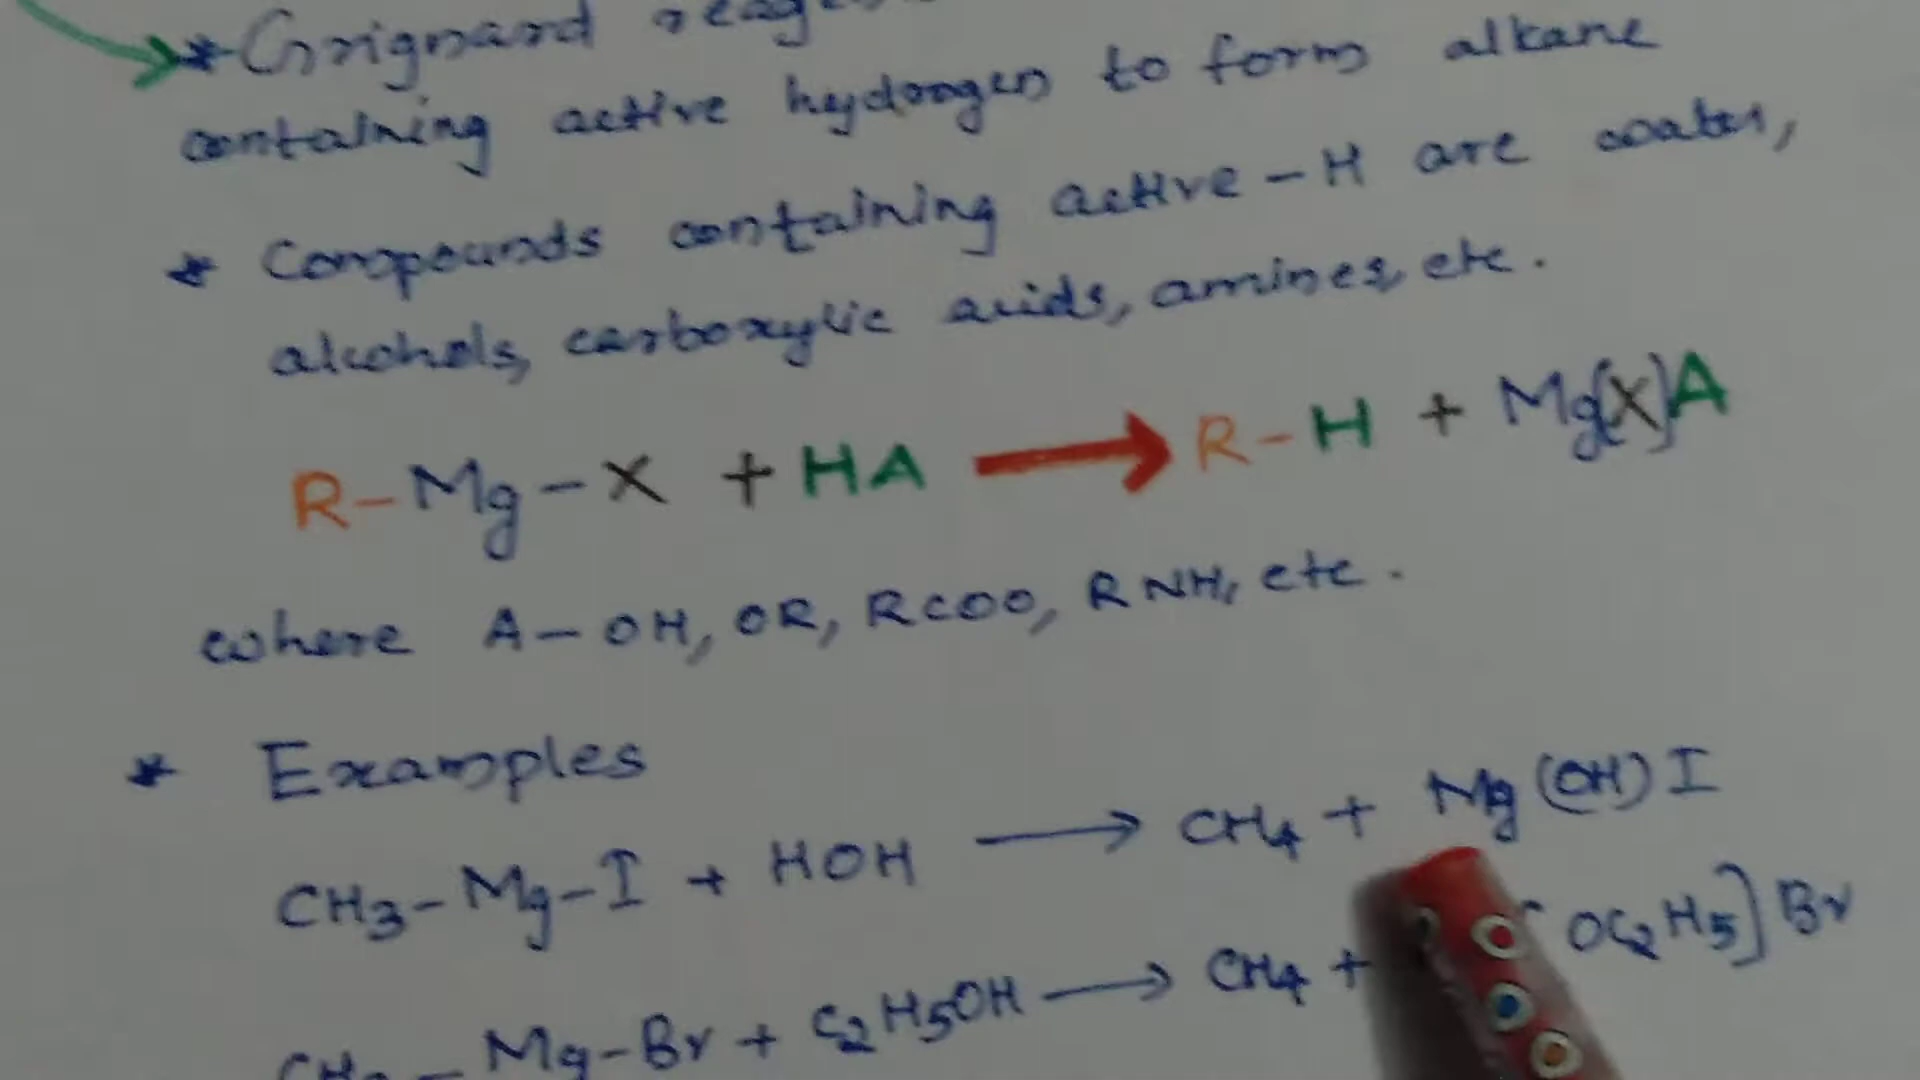 * Grignard
containing active hydrogen to form alkane
* Compounds containing active - H are water,
alcohols, carboxylic acids, amines, etc.
R - Mg - X + HA → R - H + Mg(X)A
where A - OH, OR, RCOO, RNH, etc.
* Examples
CH3 - Mg - I + HOH → CH4 + Mg(OH)I
Mg - Br + C2H5OH → CH4 + OC2H5]Br